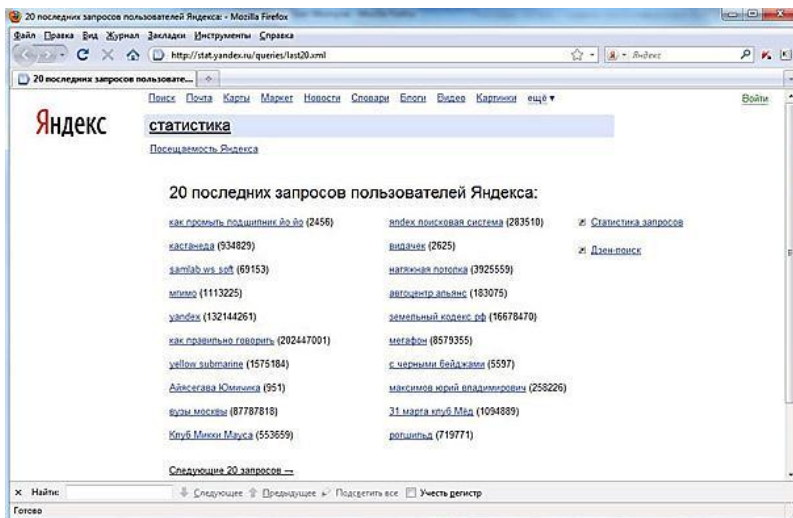 20 последних запросов пользователей Яндекса: - Mozilla Firefox
Файл Правка Вид Журнал Закладки Инструменты Справка
http://stat.yandex.ru/queries/last20.xml Яндекс
20 последних запросов пользовате...
Поиск Почта Карты Маркет Новости Словари Блоги Видео Картинки ещё ▼ Войти
Яндекс
статистика
Посещаемость Яндекса
20 последних запросов пользователей Яндекса:
как промыть подшипник йо йо (2456) яndex поисковая система (283510) Статистика запросов
кастанеда (934829) видачек (2625) Дзен-поиск
samlab ws soft (69153) натяжная потолка (3925559)
мгимо (1113225) автоцентр альянс (183075)
yandex (132144261) земельный кодекс рф (16678470)
как правильно говорить (202447001) мегафон (8579355)
yellow submarine (1575184) с черными бейджами (5597)
(951) максимов юрий владимирович (258226)
вузы москвы (87787818) 31 марта клуб Мёд (1094889)
Клуб Микки Мауса (553659) ротшильд (719771)
Следующие 20 запросов →
x Найти: Следующее Предыдущее Подсветить все Учесть регистр
Готово